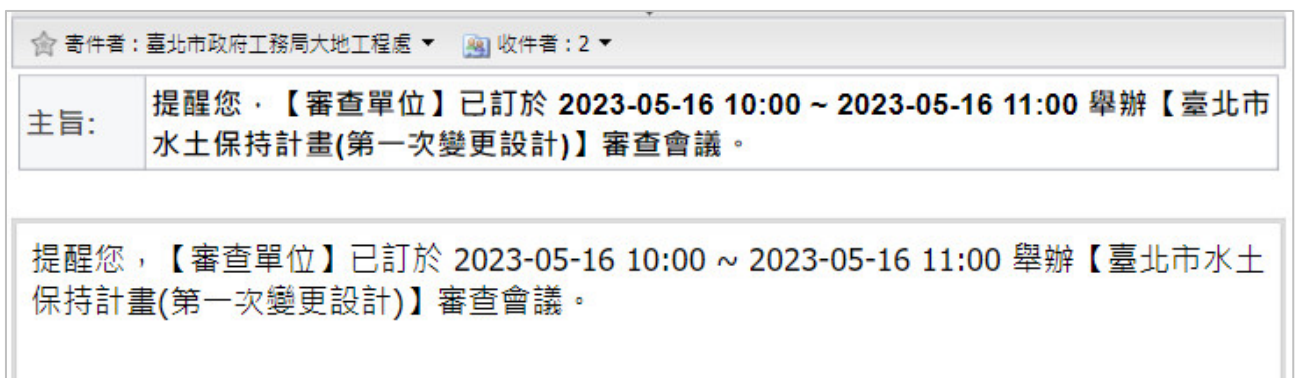 寄件者：臺北市政府工務局大地工程處 收件者：2
主旨:
提醒您，【審查單位】已訂於 2023-05-16 10:00 ~ 2023-05-16 11:00 舉辦【臺北市
水土保持計畫(第一次變更設計)】審查會議。
提醒您，【審查單位】已訂於 2023-05-16 10:00 ~ 2023-05-16 11:00 舉辦【臺北市水土
保持計畫(第一次變更設計)】審查會議。